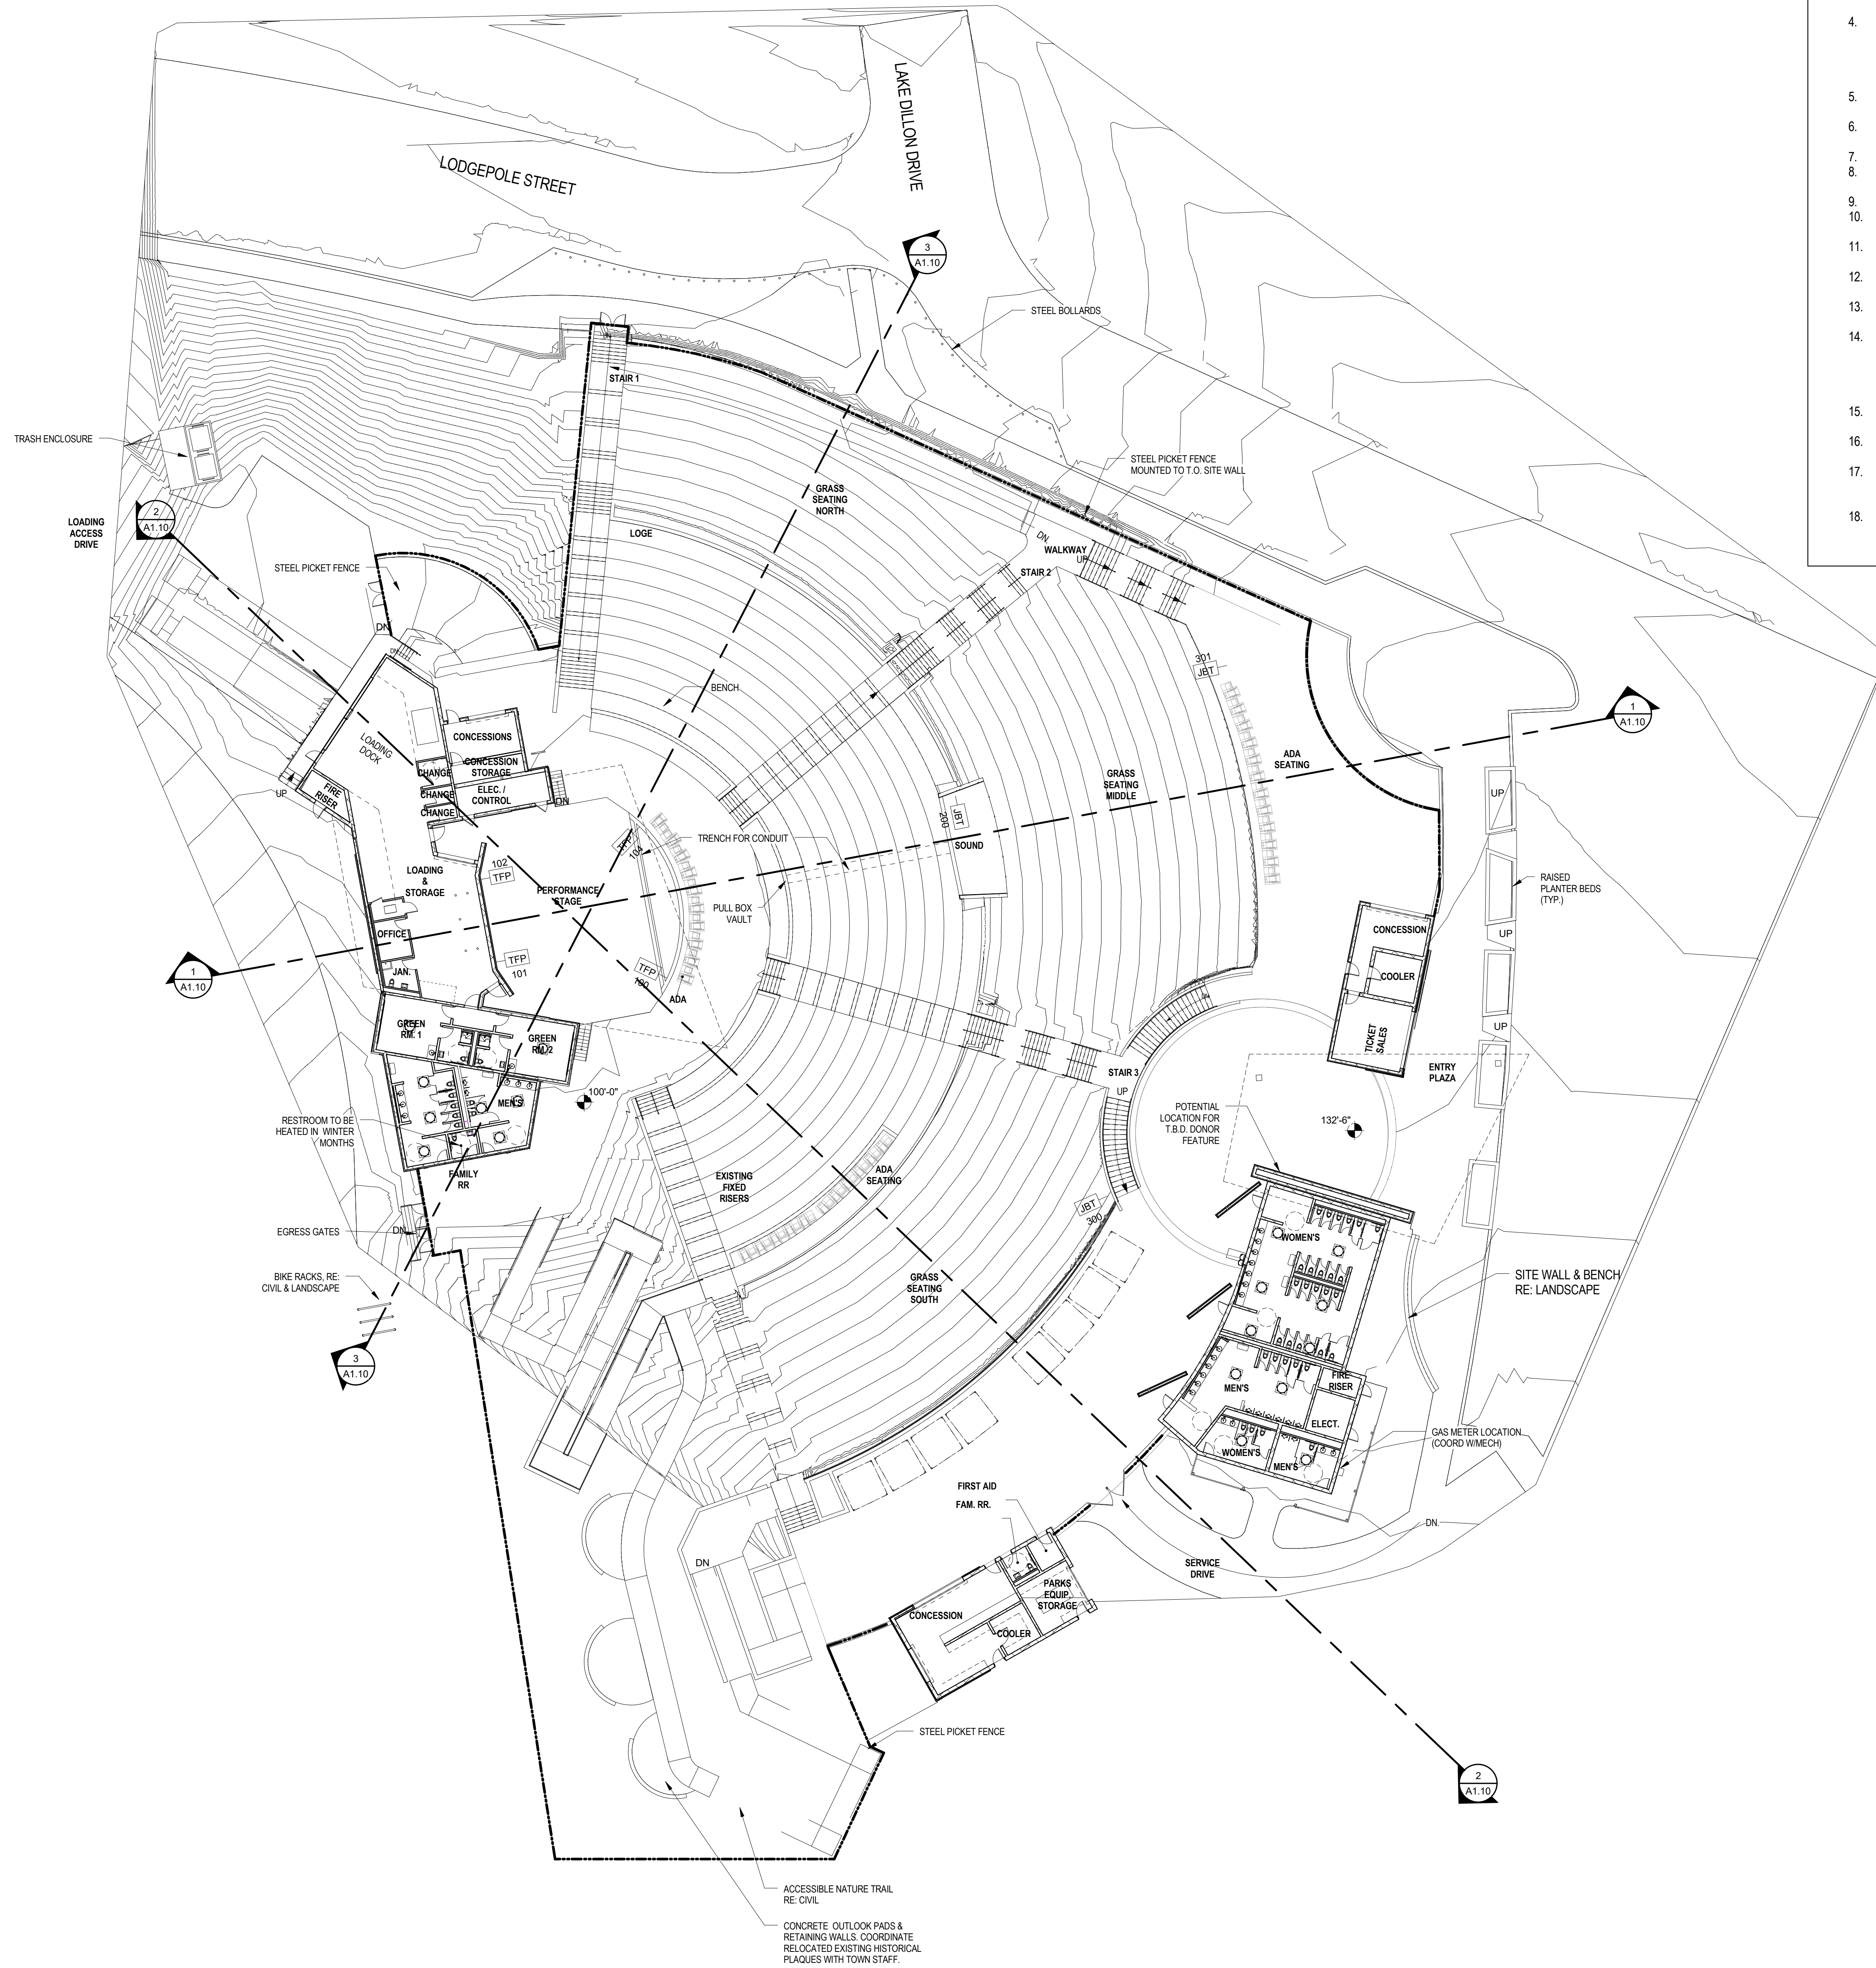 4.
5.
6.
7.
8.
9.
10.
11.
12.
13.
14.
15.
16.
17.
18.
LAKE DILLON DRIVE
LODGEPOLE STREET
3
A1.10
STEEL BOLLARDS
STAIR 1
TRASH ENCLOSURE
STEEL PICKET FENCE
MOUNTED TO T.O. SITE WALL
GRASS
SEATING
NORTH
2
A1.10
LOADING
ACCESS
DRIVE
LOGE
DN.
WALKWAY
UP
STAIR 2
STEEL PICKET FENCE
DN
301
JBT
BENCH
1
A1.10
CONCESSIONS
LOADING
DOCK
ADA
SEATING
CONCESSION
STORAGE
CHANGE
CHANGE
CHANGE
ELEC. /
CONTROL
DN
FIRE
RISER
UP
GRASS
SEATING
MIDDLE
UP
JBT
200
SOUND
TRENCH FOR CONDUIT
TFP
104
102
TFP
LOADING
&
STORAGE
PERFORMANCE
STAGE
PULL BOX
VAULT
RAISED
PLANTER BEDS
(TYP.)
OFFICE
CONCESSION
UP
TFP
101
TFP
100
JAN.
COOLER
1
A1.10
ADA
GREEN
RM. 1
GREEN
RM. 2
UP
TICKET
SALES
STAIR 3
UP
ENTRY
PLAZA
100'-0"
MEN'S
RESTROOM TO BE
HEATED IN WINTER
MONTHS
POTENTIAL
LOCATION FOR
T.B.D. DONOR
FEATURE
132'-6"
FAMILY
RR
EXISTING
FIXED
RISERS
ADA
SEATING
JBT
300
EGRESS GATES
DN
WOMEN'S
BIKE RACKS, RE:
CIVIL & LANDSCAPE
GRASS
SEATING
SOUTH
SITE WALL & BENCH
RE: LANDSCAPE
3
A1.10
MEN'S
FIRE
RISER
ELECT.
GAS METER LOCATION
(COORD W/MECH)
WOMEN'S
MEN'S
FIRST AID
FAM. RR.
DN.
DN
SERVICE
DRIVE
PARKS
EQUIP.
STORAGE
CONCESSION
COOLER
STEEL PICKET FENCE
2
A1.10
ACCESSIBLE NATURE TRAIL
RE: CIVIL
CONCRETE OUTLOOK PADS &
RETAINING WALLS. COORDINATE
RELOCATED EXISTING HISTORICAL
PLAQUES WITH TOWN STAFF.